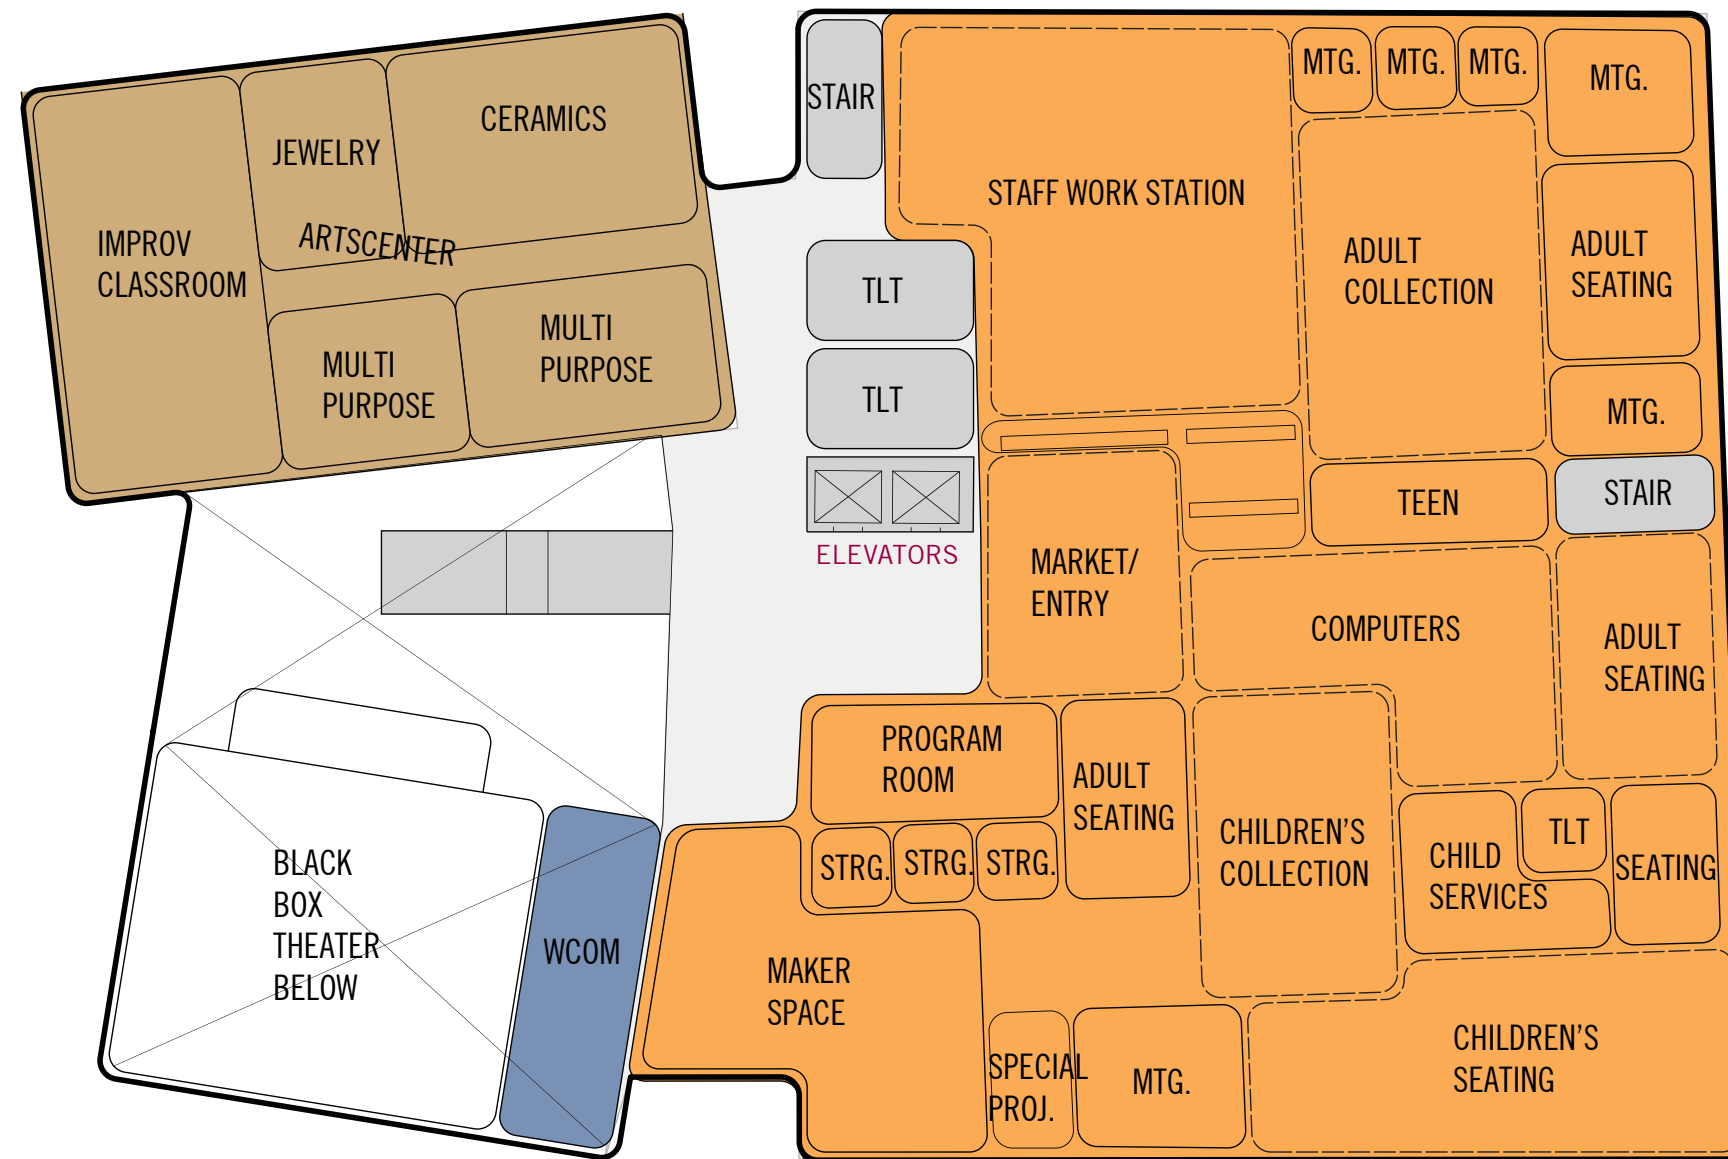 IMPROV
CLASSROOM
JEWELRY
CERAMICS
ARTSCENTER
MULTI
PURPOSE
MULTI
PURPOSE
STAIR
TLT
TLT
ELEVATORS
STAFF WORK STATION
MTG.
MTG.
MTG.
MTG.
ADULT
COLLECTION
ADULT
SEATING
MTG.
TEEN
STAIR
MARKET/
ENTRY
COMPUTERS
ADULT
SEATING
PROGRAM
ROOM
ADULT
SEATING
STRG.
STRG.
STRG.
CHILDREN'S
COLLECTION
CHILD
SERVICES
TLT
SEATING
BLACK
BOX
THEATER
BELOW
WCOM
MAKER
SPACE
SPECIAL
PROJ.
MTG.
CHILDREN'S
SEATING